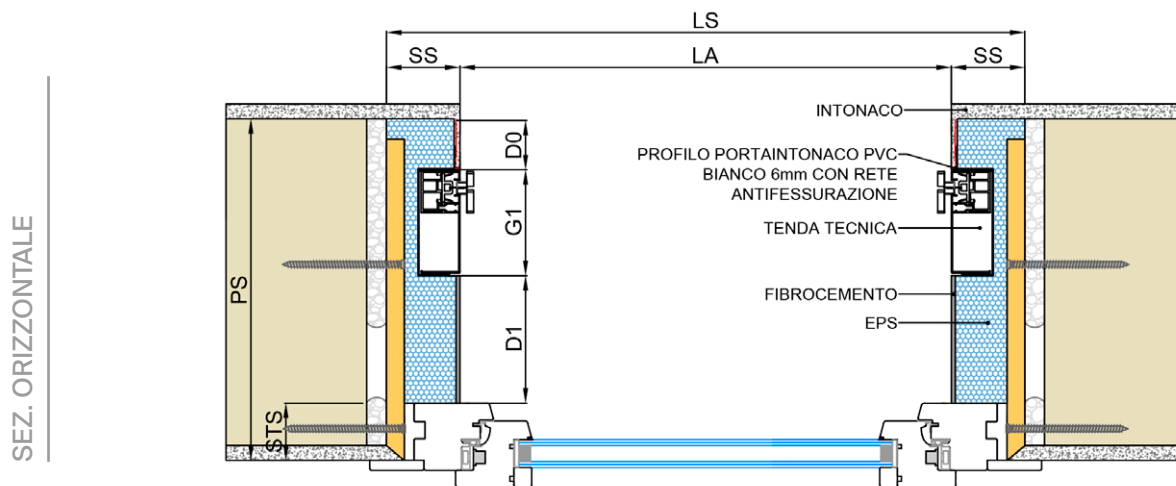 SEZ. ORIZZONTALE
LS
SS
LA
SS
INTONACO
D0
PROFILO PORTAINTONACO PVC
BIANCO 6mm CON RETE
ANTIFESSURAZIONE
G1
TENDA TECNICA
PS
FIBROCEMENTO
EPS
D1
STS